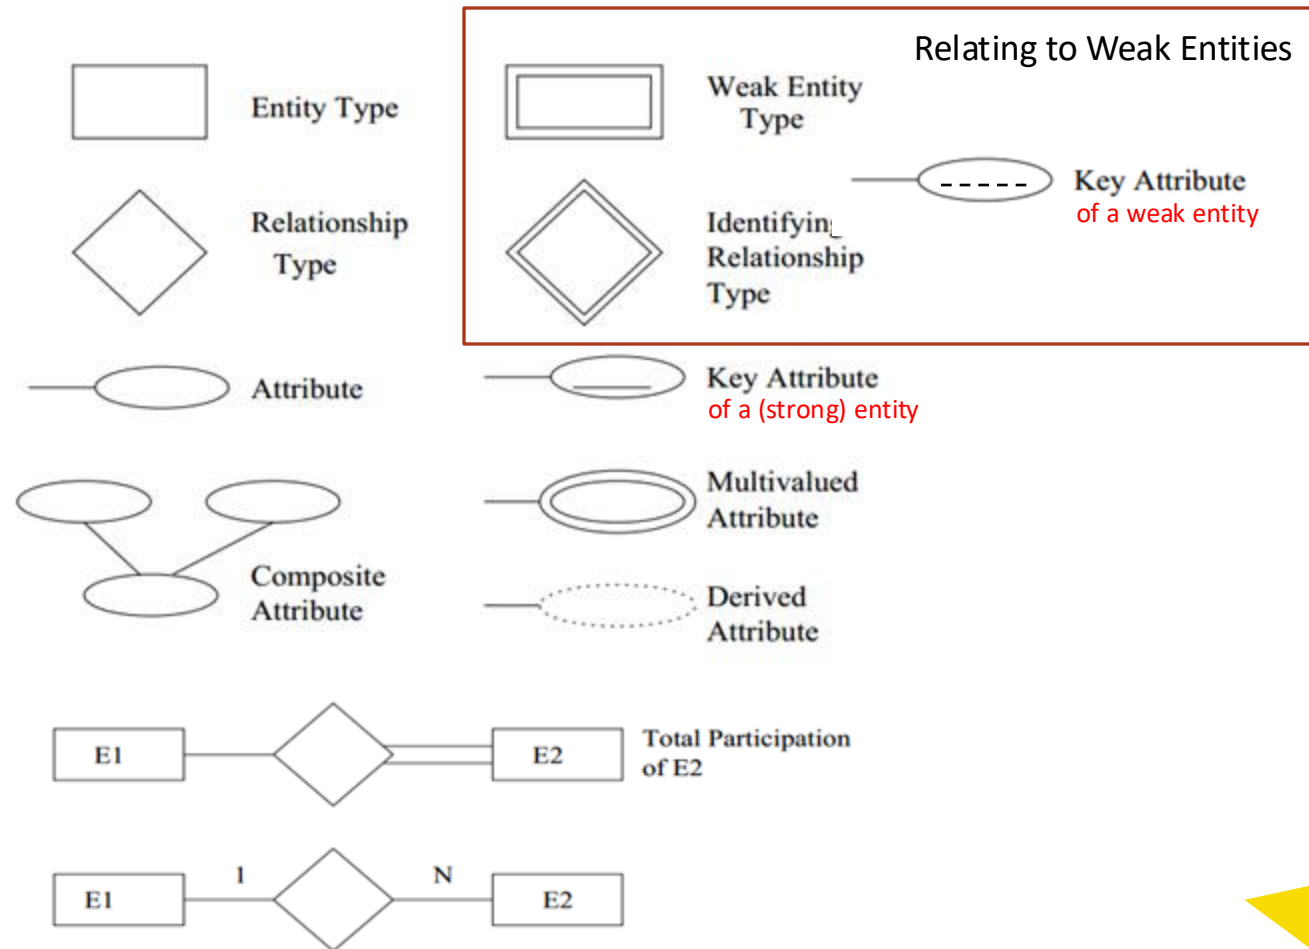 Relating to Weak Entities
Entity Type
Weak Entity
Type
Key Attribute
of a weak entity
Relationship
Type
Identifying
Relationship
Type
Attribute
Key Attribute
of a (strong) entity
Multivalued
Attribute
Composite
Attribute
Derived
Attribute
E1
E2
Total Participation
of E2
E1
1
N
E2